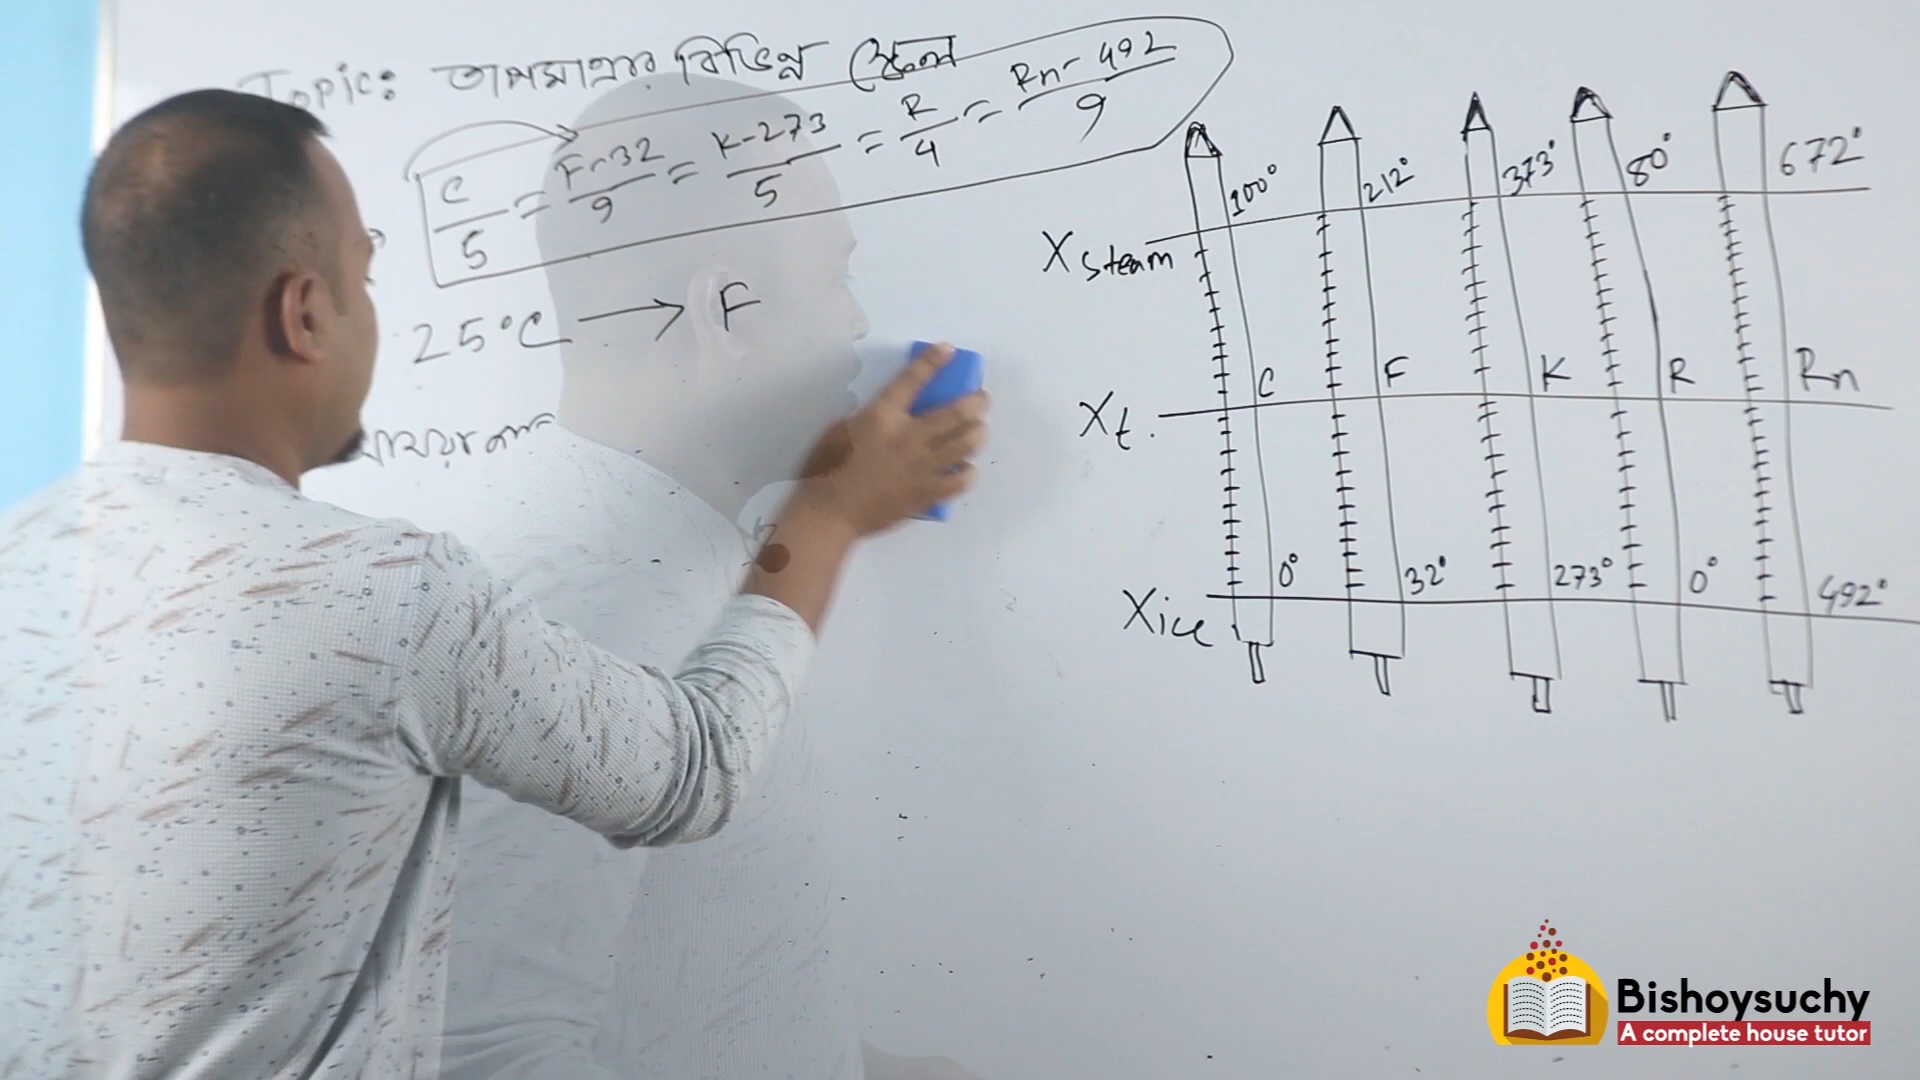 Topic: তাপমাত্রার বিভিন্ন স্কেল
C/5 = F-32/9 = K-273/5 = R/4 = Rn-492/9
25°C → F
100° 212° 373° 80° 672°
X steam
C F K R Rn
Xt.
0° 32° 273° 0° 492°
Xice
Bishoysuchy
A complete house tutor